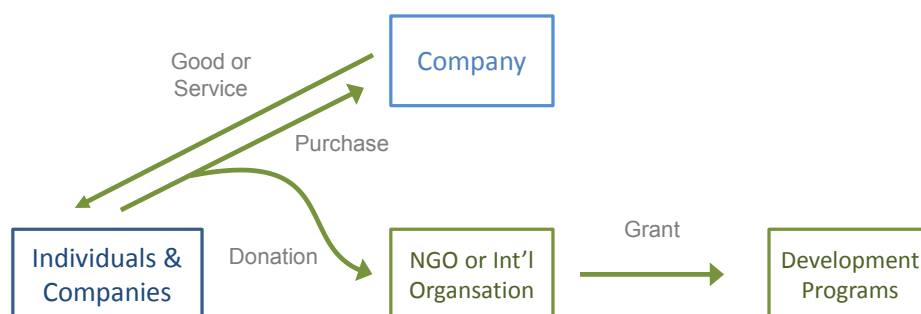 Good or
Service
Company
Purchase
Individuals &
Companies
Donation
NGO or Int'l
Organsation
Grant
Development
Programs